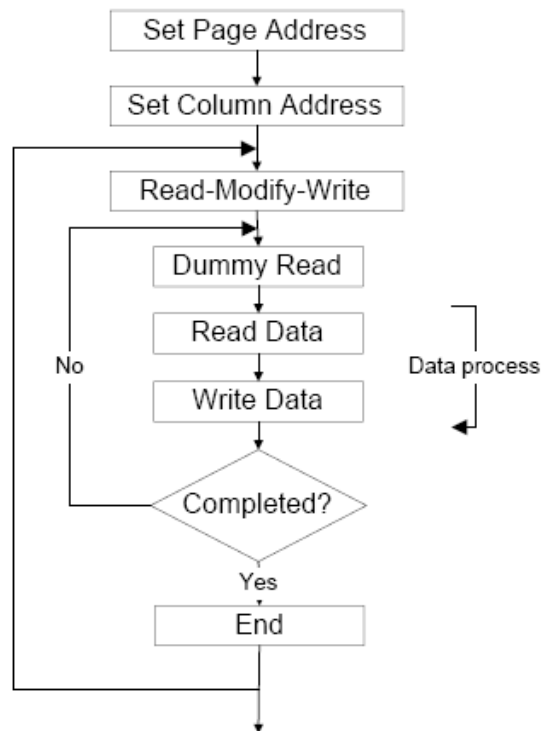 Set Page Address
Set Column Address
Read-Modify-Write
Dummy Read
Read Data
No
Data process
Write Data
Completed?
Yes
End